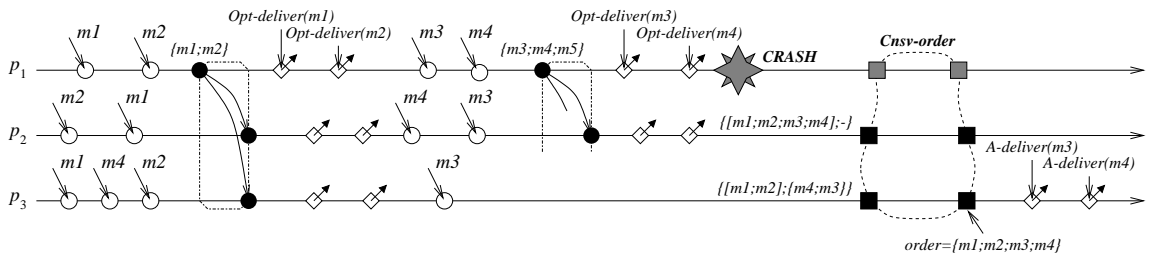 Opt-deliver(m1)
Opt-deliver(m2)
Opt-deliver(m3)
Opt-deliver(m4)
m1
m2
{m1;m2}
m3
m4
{m3;m4;m5}
CRASH
Cnsv-order
p1
m2
m1
m4
m3
{[m1;m2;m3;m4];-}
p2
A-deliver(m3)
A-deliver(m4)
m1
m4
m2
m3
{[m1;m2];{m4;m3}}
p3
order={m1;m2;m3;m4}